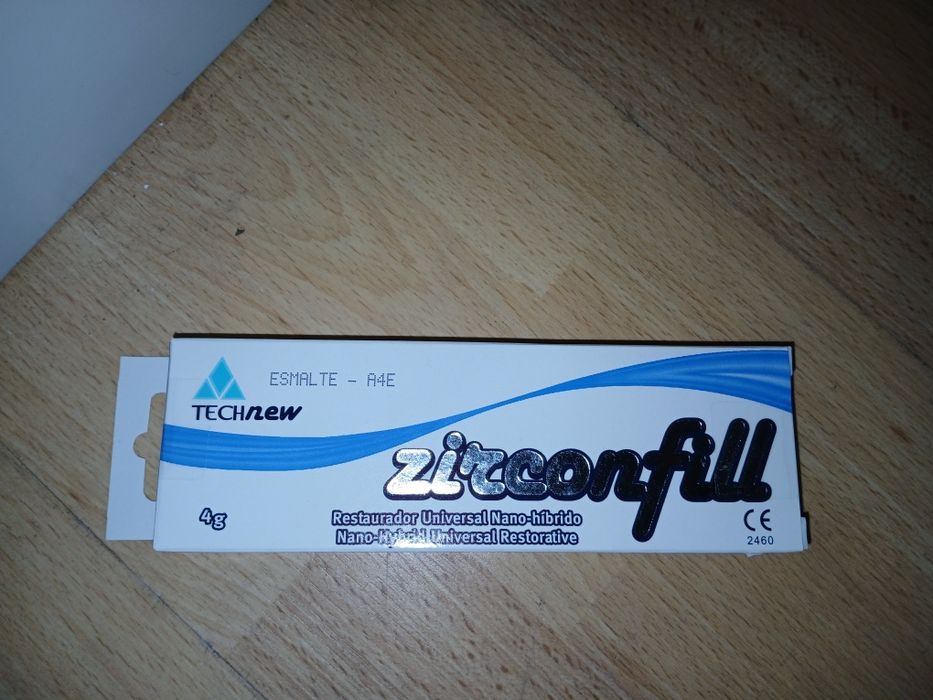 ESMALTE - A4E
TECHnew
zirconfill
4g
Restaurador Universal Nano-híbrido
Nano-Hybrid Universal Restorative
CE
2460